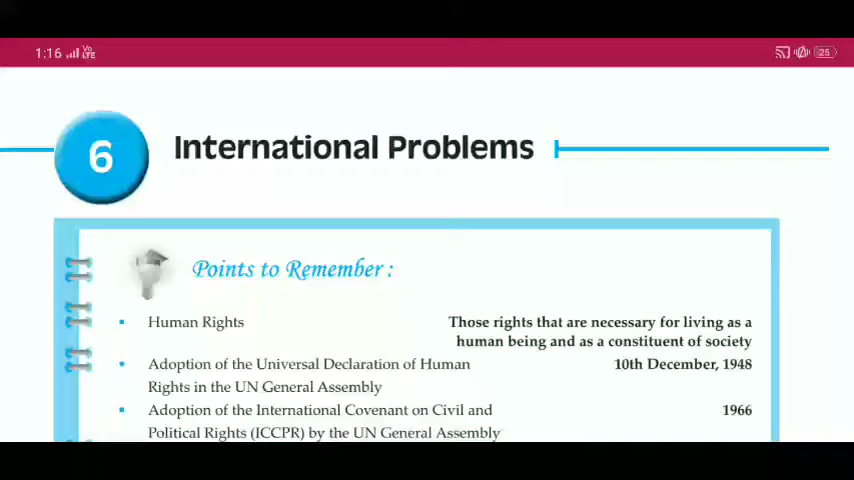 1:16 Vo LTE 25
6 International Problems
Points to Remember :
• Human Rights Those rights that are necessary for living as a
human being and as a constituent of society
• Adoption of the Universal Declaration of Human 10th December, 1948
Rights in the UN General Assembly
• Adoption of the International Covenant on Civil and 1966
Political Rights (ICCPR) by the UN General Assembly